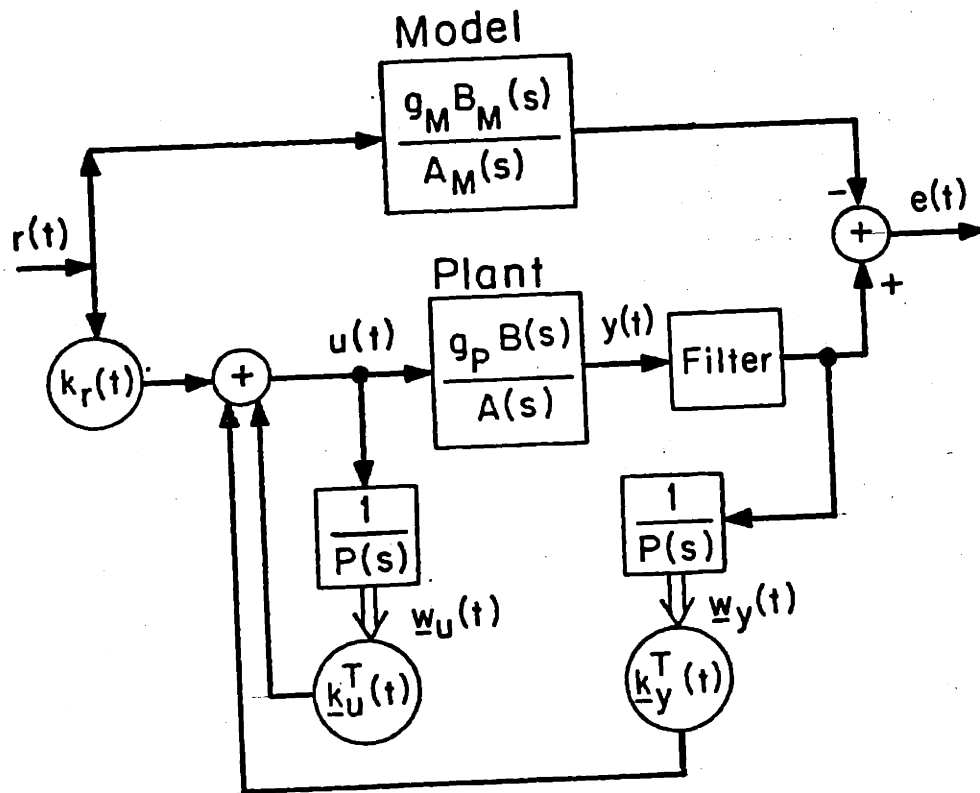 Model
g_M B_M(s)
A_M(s)
-
e(t)
+
r(t)
+
Plant
k_r(t)
+
u(t)
g_P B(s)
A(s)
y(t)
Filter
1
P(s)
1
P(s)
w_u(t)
w_y(t)
k_u^T(t)
k_y^T(t)